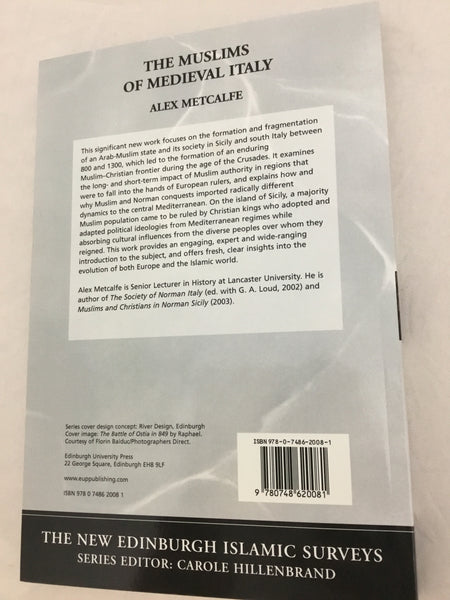 THE MUSLIMS
OF MEDIEVAL ITALY
ALEX METCALFE
This significant new work focuses on the formation and fragmentation
of an Arab-Muslim state and its society in Sicily and south Italy between
800 and 1300, which led to the formation of an enduring
Muslim–Christian frontier during the age of the Crusades. It examines
the long- and short-term impact of Muslim authority in regions that
were to fall into the hands of European rulers, and explains how and
why Muslim and Norman conquests imported radically different
dynamics to the central Mediterranean. On the island of Sicily, a majority
Muslim population came to be ruled by Christian kings who adopted and
adapted political ideologies from Mediterranean regimes while
absorbing cultural influences from the diverse peoples over whom they
reigned. This work provides an engaging, expert and wide-ranging
introduction to the subject, and offers fresh, clear insights into the
evolution of both Europe and the Islamic world.
Alex Metcalfe is Senior Lecturer in History at Lancaster University. He is
author of The Society of Norman Italy (ed. with G. A. Loud, 2002) and
Muslims and Christians in Norman Sicily (2003).
Series cover design concept: River Design, Edinburgh
Cover image: The Battle of Ostia in 849 by Raphael.
Courtesy of Florin Baiduc/Photographers Direct.
Edinburgh University Press
22 George Square, Edinburgh EH8 9LF
www.euppublishing.com
ISBN 978 0 7486 2008 1
ISBN 978-0-7486-2008-1
9 780748 620081
THE NEW EDINBURGH ISLAMIC SURVEYS
SERIES EDITOR: CAROLE HILLENBRAND